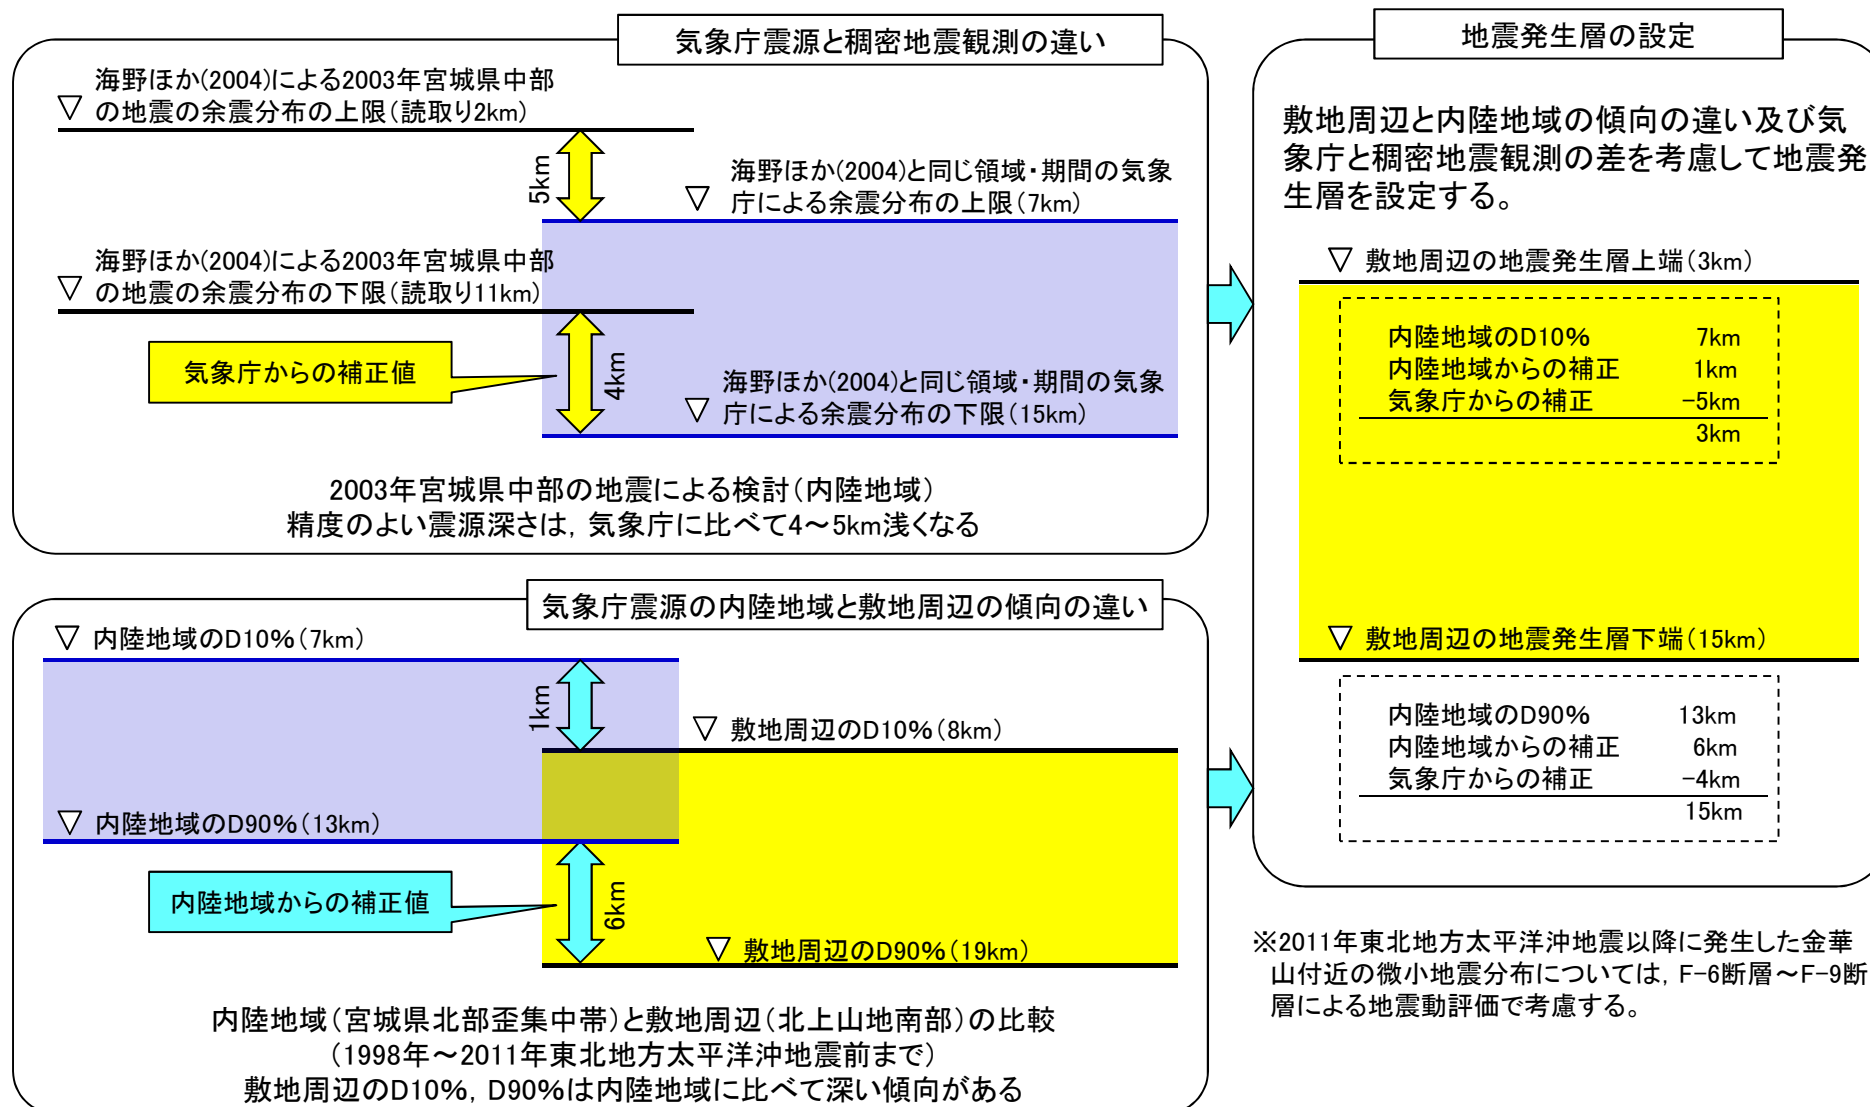 気象庁震源と稠密地震観測の違い
海野ほか(2004)による2003年宮城県中部
▽ の地震の余震分布の上限(読取り2km)
5km
海野ほか(2004)と同じ領域・期間の気象
▽ 庁による余震分布の上限(7km)
海野ほか(2004)による2003年宮城県中部
▽ の地震の余震分布の下限(読取り11km)
気象庁からの補正値
4km
海野ほか(2004)と同じ領域・期間の気象
▽ 庁による余震分布の下限(15km)
2003年宮城県中部の地震による検討(内陸地域)
精度のよい震源深さは, 気象庁に比べて4～5km浅くなる
気象庁震源の内陸地域と敷地周辺の傾向の違い
▽ 内陸地域のD10%(7km)
1km
▽ 敷地周辺のD10%(8km)
▽ 内陸地域のD90%(13km)
内陸地域からの補正値
6km
▽ 敷地周辺のD90%(19km)
内陸地域(宮城県北部歪集中帯)と敷地周辺(北上山地南部)の比較
(1998年～2011年東北地方太平洋沖地震前まで)
敷地周辺のD10%, D90%は内陸地域に比べて深い傾向がある
地震発生層の設定
敷地周辺と内陸地域の傾向の違い及び気
象庁と稠密地震観測の差を考慮して地震発
生層を設定する。
▽ 敷地周辺の地震発生層上端(3km)
内陸地域のD10% 7km
内陸地域からの補正 1km
気象庁からの補正 -5km
3km
▽ 敷地周辺の地震発生層下端(15km)
内陸地域のD90% 13km
内陸地域からの補正 6km
気象庁からの補正 -4km
15km
※2011年東北地方太平洋沖地震以降に発生した金華
山付近の微小地震分布については, F-6断層～F-9断
層による地震動評価で考慮する。